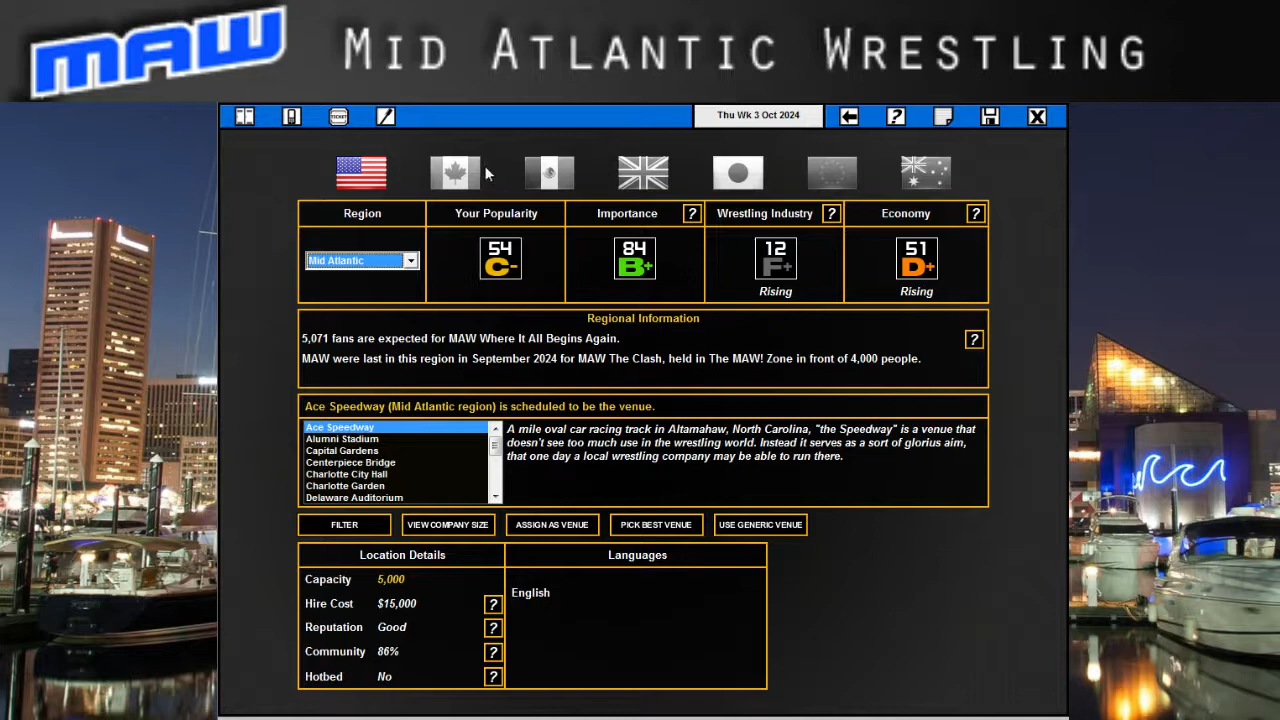 MAW MID ATLANTIC WRESTLING
TICKET
Thu Wk 3 Oct 2024
?
X
Region
Your Popularity
Importance ?
Wrestling Industry ?
Economy ?
Mid Atlantic
54
C-
84
B+
12
F+
Rising
51
D+
Rising
Regional Information
5,071 fans are expected for MAW Where It All Begins Again.
?
MAW were last in this region in September 2024 for MAW The Clash, held in The MAW! Zone in front of 4,000 people.
Ace Speedway (Mid Atlantic region) is scheduled to be the venue.
Ace Speedway
Alumni Stadium
Capital Gardens
Centerpiece Bridge
Charlotte City Hall
Charlotte Garden
Delaware Auditorium
A mile oval car racing track in Altamahaw, North Carolina, "the Speedway" is a venue that
doesn't see too much use in the wrestling world. Instead it serves as a sort of glorius aim,
that one day a local wrestling company may be able to run there.
FILTER
VIEW COMPANY SIZE
ASSIGN AS VENUE
PICK BEST VENUE
USE GENERIC VENUE
Location Details
Languages
Capacity 5,000
Hire Cost $15,000 ?
Reputation Good ?
Community 86% ?
Hotbed No ?
English